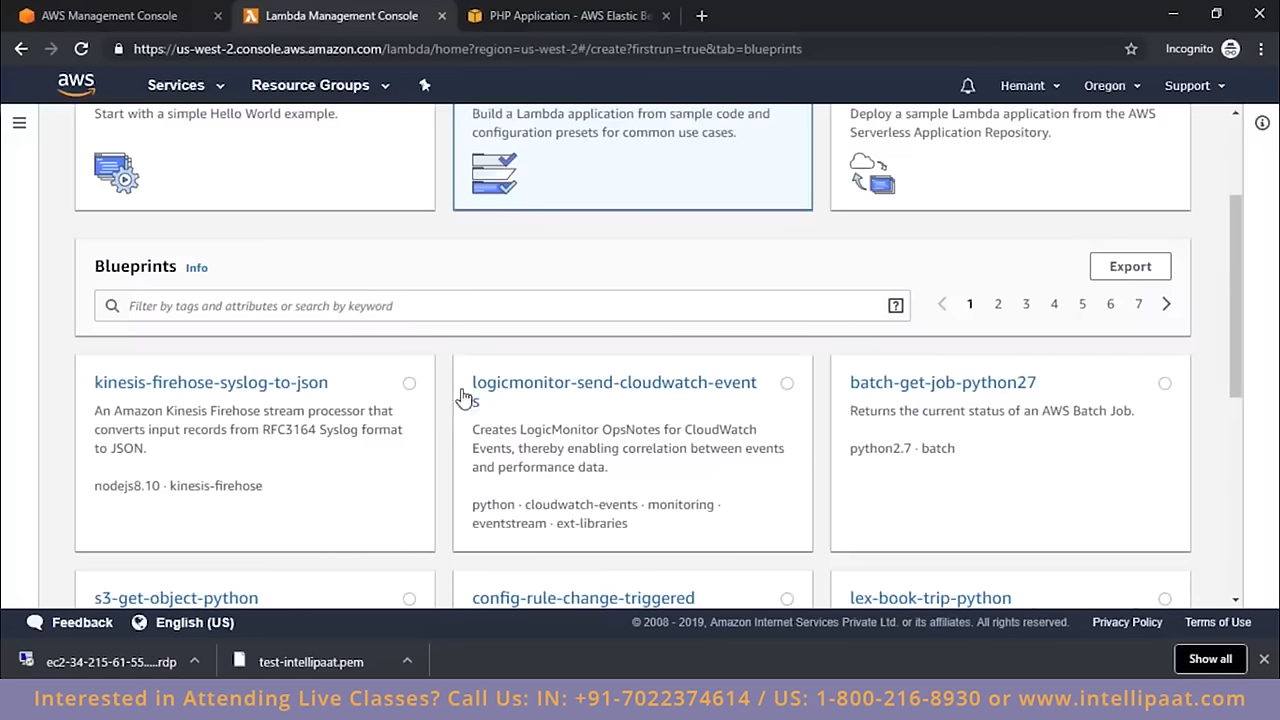 AWS Management Console
Lambda Management Console
PHP Application - AWS Elastic Be
https://us-west-2.console.aws.amazon.com/lambda/home?region=us-west-2#/create?firstrun=true&tab=blueprints
Incognito
aws
Services
Resource Groups
Hemant
Oregon
Support
Start with a simple Hello World example.
Build a Lambda application from sample code and
configuration presets for common use cases.
Deploy a sample Lambda application from the AWS
Serverless Application Repository.
Blueprints Info
Export
Filter by tags and attributes or search by keyword
?
1 2 3 4 5 6 7
kinesis-firehose-syslog-to-json
An Amazon Kinesis Firehose stream processor that
converts input records from RFC3164 Syslog format
to JSON.
nodejs8.10 · kinesis-firehose
logicmonitor-send-cloudwatch-event
s
Creates LogicMonitor OpsNotes for CloudWatch
Events, thereby enabling correlation between events
and performance data.
python · cloudwatch-events · monitoring ·
eventstream · ext-libraries
batch-get-job-python27
Returns the current status of an AWS Batch Job.
python2.7 · batch
s3-get-object-python
config-rule-change-triggered
lex-book-trip-python
Feedback
English (US)
© 2008 - 2019, Amazon Internet Services Private Ltd. or its affiliates. All rights reserved.
Privacy Policy
Terms of Use
ec2-34-215-61-55.....rdp
test-intellipaat.pem
Show all
Interested in Attending Live Classes? Call Us: IN: +91-7022374614 / US: 1-800-216-8930 or www.intellipaat.com